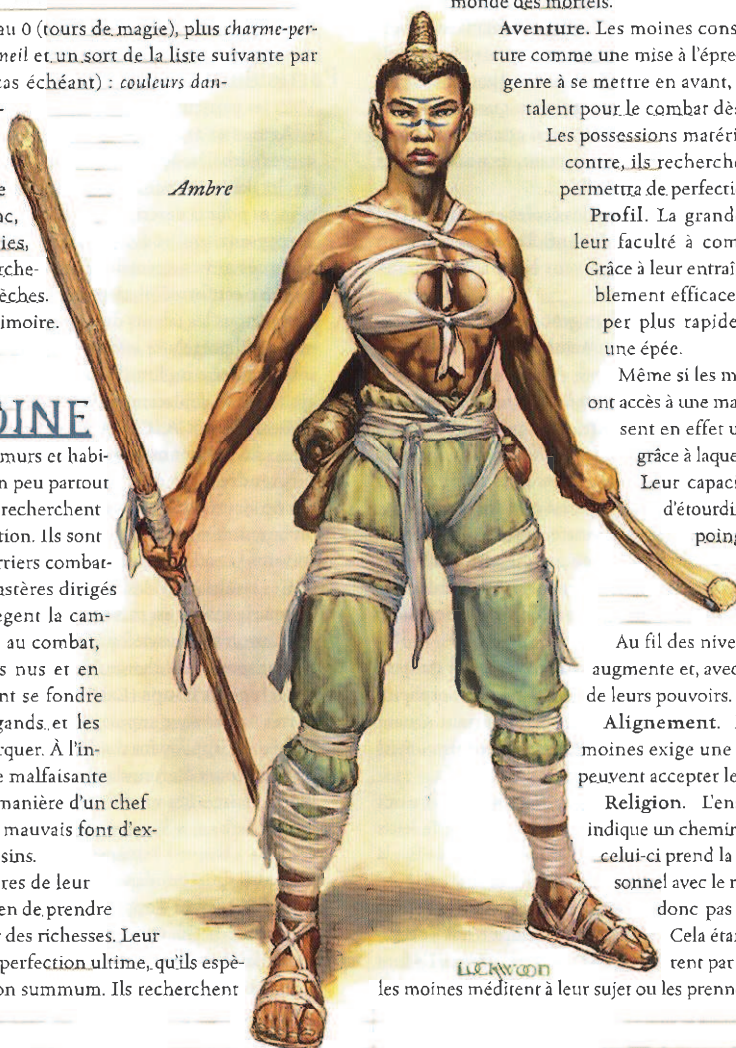 au 0 (tours de magie), plus charme-per-
meil et un sort de la liste suivante par
cas échéant) : couleurs dan-
Ambre
nc,
ies,
rche-
èches.
imoire.
OINE
murs et habi-
n peu partout
recherchent
tion. Ils sont
rriers combat-
astères dirigés
ègent la cam-
au combat,
s nus et en
nt se fondre
gands et les
rquer. À l'in-
e malfaisante
manière d'un chef
mauvais font d'ex-
sins.
res de leur
en de prendre
des richesses. Leur
perfection ultime, qu'ils espè-
on summum. Ils recherchent
monde des mortels.
Aventure. Les moines cons
ture comme une mise à l'épre
genre à se mettre en avant,
talent pour le combat dès
Les possessions matéri
contre, ils recherche
permettra de perfecti
Profil. La grand
leur faculté à com
Grâce à leur entraî
blement efficace
per plus rapide
une épée.
Même si les m
ont accès à une ma
sent en effet u
grâce à laque
Leur capac
d'étourdi
poing
Au fil des nive
augmente et, avec
de leurs pouvoirs.
Alignement.
moines exige une
peuvent accepter le
Religion. L'en
indique un chemin
celui-ci prend la
sonnel avec le r
donc pas
Cela étan
rent par
les moines méditent à leur sujet ou les prenn
LOCKWOOD